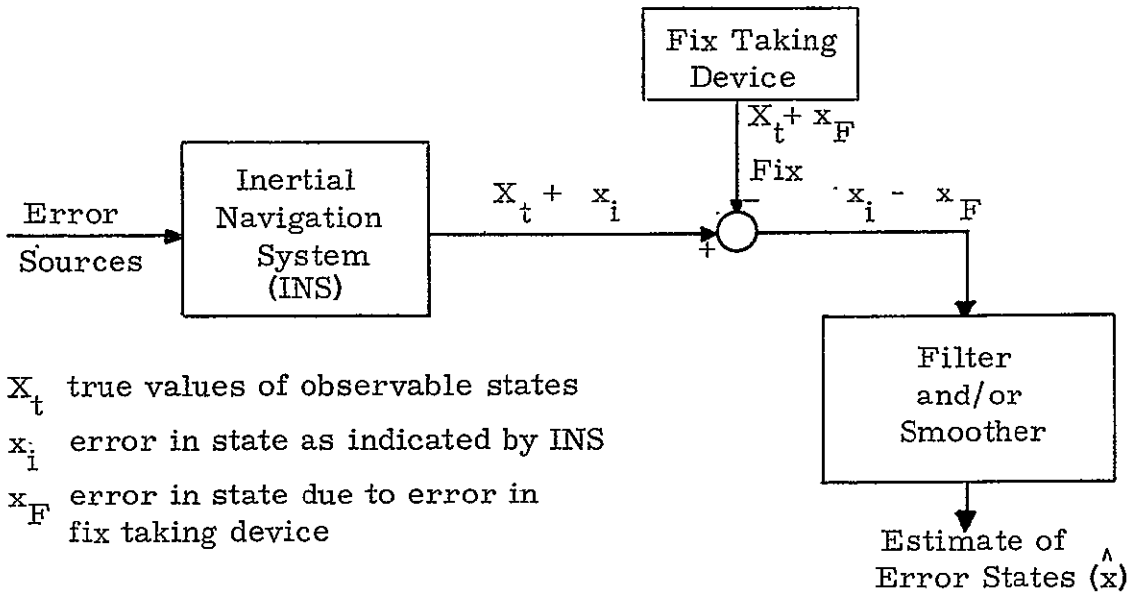 Fix Taking
Device
X_t + x_F
Fix
Inertial
Navigation
System
(INS)
Error
Sources
X_t + x_i
-
+
x_i - x_F
Filter
and/or
Smoother
Estimate of
Error States (x̂)
X_t true values of observable states
x_i error in state as indicated by INS
x_F error in state due to error in
fix taking device